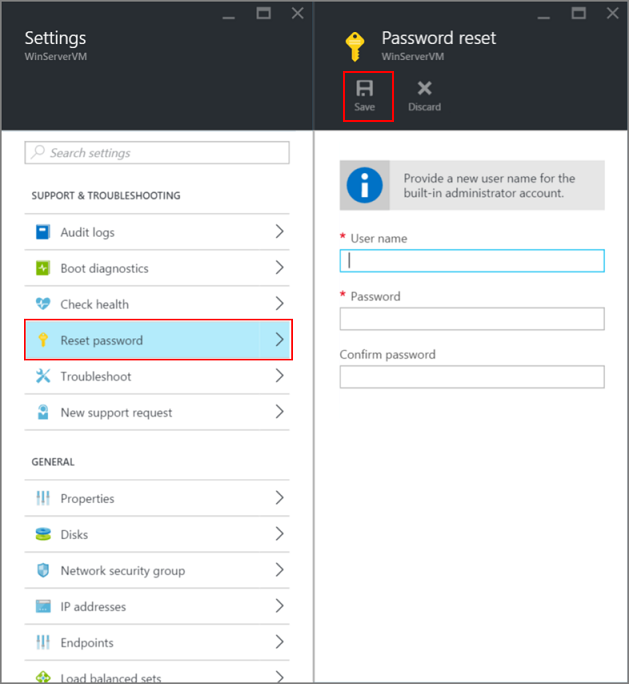 Settings
WinServerVM
Search settings
SUPPORT & TROUBLESHOOTING
Audit logs
Boot diagnostics
Check health
Reset password
Troubleshoot
New support request
GENERAL
Properties
Disks
Network security group
IP addresses
Endpoints
Load balanced sets
Password reset
WinServerVM
Save
Discard
Provide a new user name for the
built-in administrator account.
* User name
* Password
Confirm password